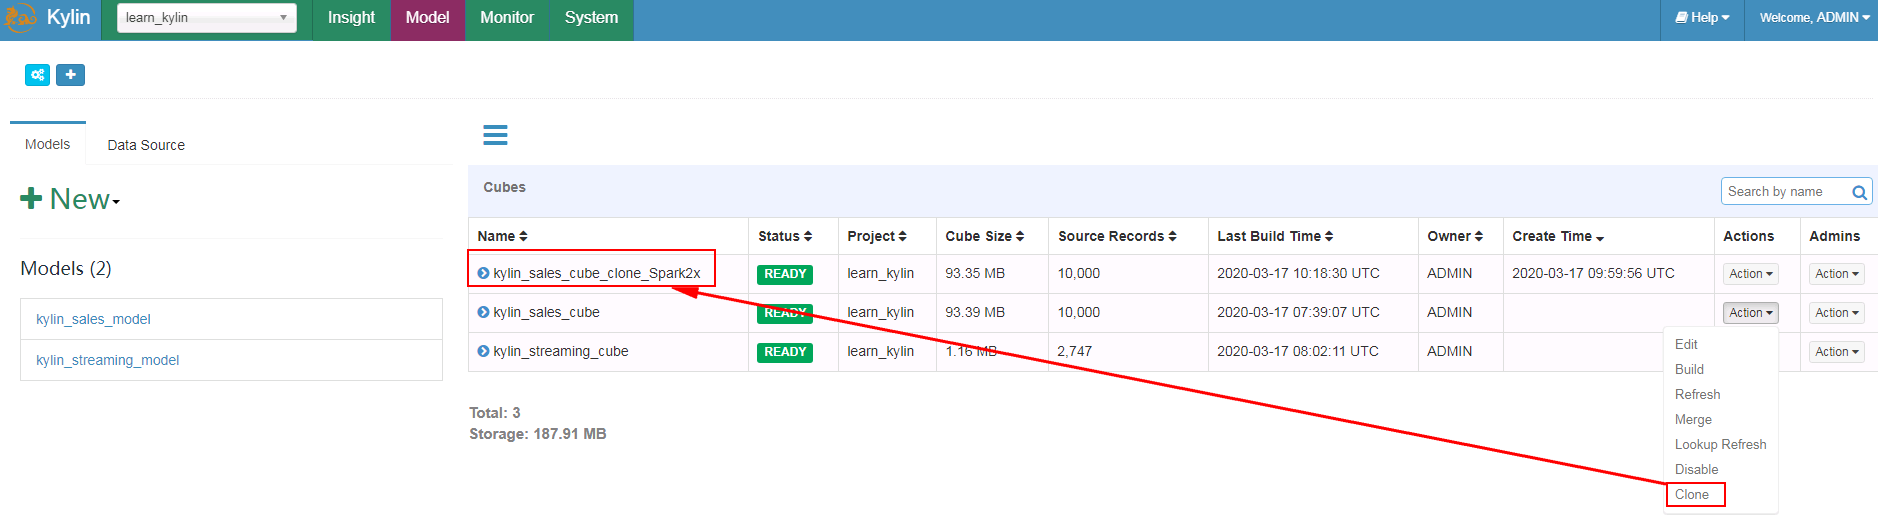 Kylin learn_kylin Insight Model Monitor System Help Welcome, ADMIN
Models Data Source
New
Models (2)
kylin_sales_model
kylin_streaming_model
Cubes Search by name
Name Status Project Cube Size Source Records Last Build Time Owner Create Time Actions Admins
kylin_sales_cube_clone_Spark2x READY learn_kylin 93.35 MB 10,000 2020-03-17 10:18:30 UTC ADMIN 2020-03-17 09:59:56 UTC Action Action
kylin_sales_cube READY learn_kylin 93.39 MB 10,000 2020-03-17 07:39:07 UTC ADMIN Action Action
kylin_streaming_cube READY learn_kylin 1.16 MB 2,747 2020-03-17 08:02:11 UTC ADMIN Action
Total: 3
Storage: 187.91 MB
Edit
Build
Refresh
Merge
Lookup Refresh
Disable
Clone